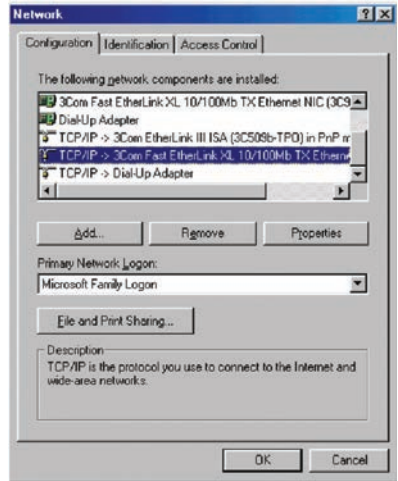 Network
Configuration Identification Access Control
The following network components are installed:
3Com Fast EtherLink XL 10/100Mb TX Ethernet NIC (3C9
Dial-Up Adapter
TCP/IP -> 3Com EtherLink III ISA (3C509b-TPO) in PnP m
TCP/IP -> 3Com Fast EtherLink XL 10/100Mb TX Etherne
TCP/IP -> Dial-Up Adapter
Add... Remove Properties
Primary Network Logon:
Microsoft Family Logon
File and Print Sharing...
Description
TCP/IP is the protocol you use to connect to the Internet and
wide-area networks.
OK Cancel